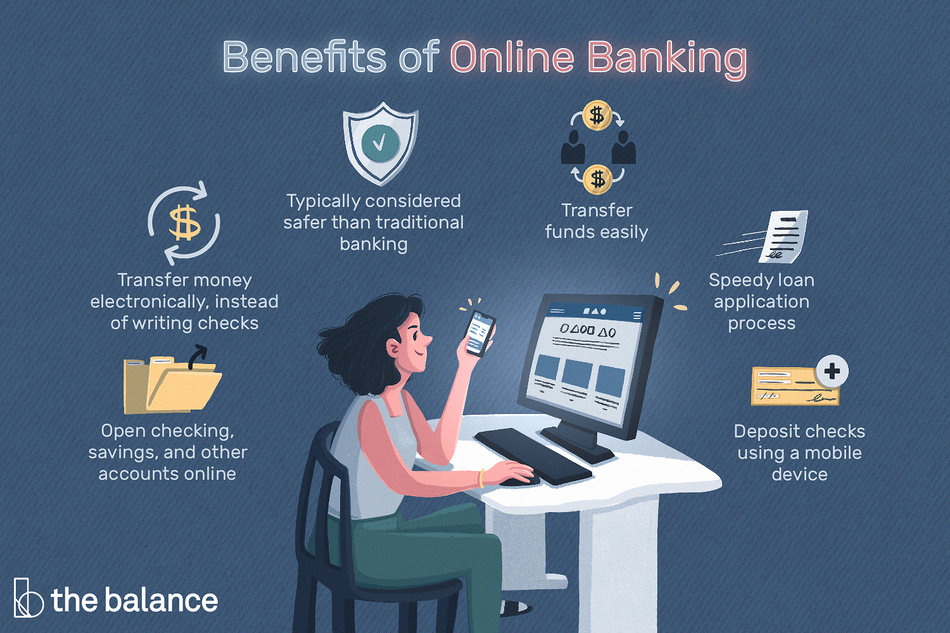 Benefits of Online Banking
Typically considered
safer than traditional
banking
Transfer
funds easily
Transfer money
electronically, instead
of writing checks
Speedy loan
application
process
Open checking,
savings, and other
accounts online
Deposit checks
using a mobile
device
the balance